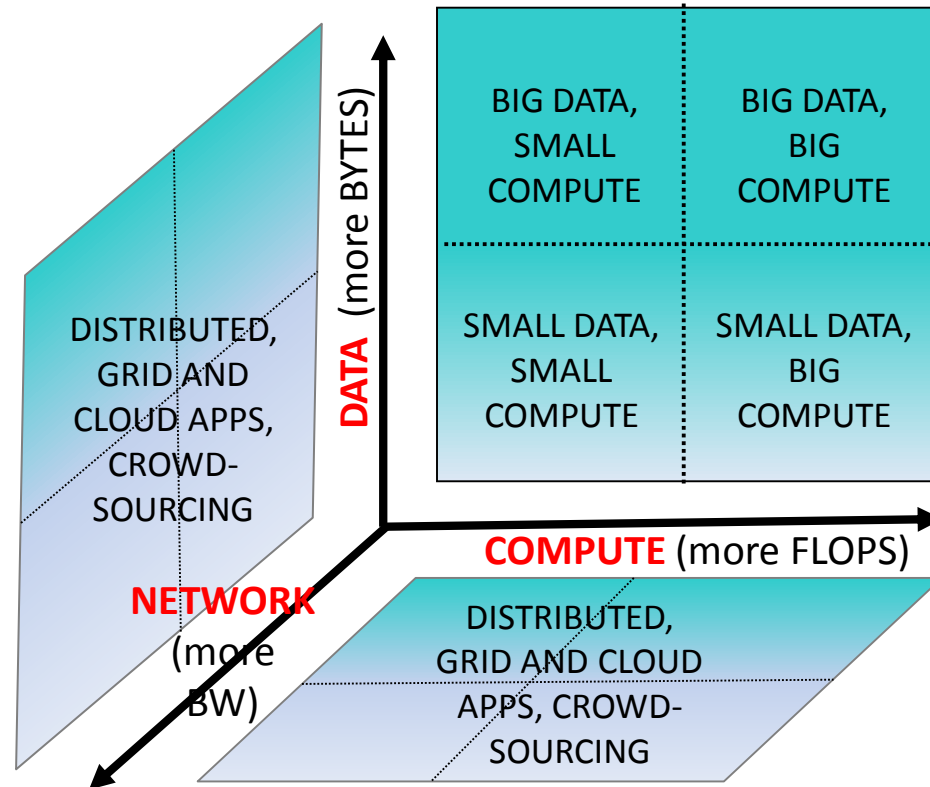 BIG DATA,
SMALL
COMPUTE
BIG DATA,
BIG
COMPUTE
SMALL DATA,
SMALL
COMPUTE
SMALL DATA,
BIG
COMPUTE
DATA (more BYTES)
DISTRIBUTED,
GRID AND
CLOUD APPS,
CROWD-
SOURCING
COMPUTE (more FLOPS)
NETWORK
(more
BW)
DISTRIBUTED,
GRID AND CLOUD
APPS, CROWD-
SOURCING